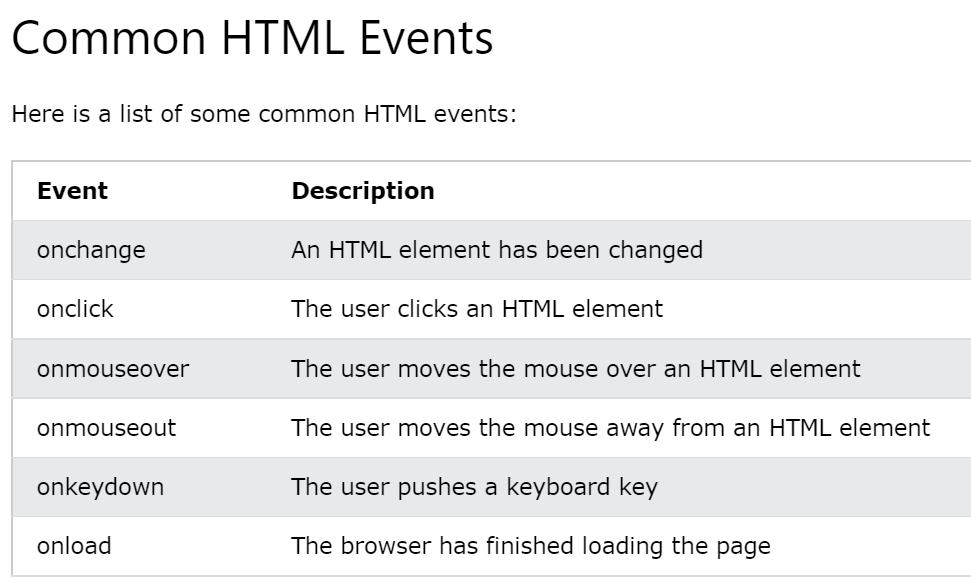 Common HTML Events
Here is a list of some common HTML events:
Event Description
onchange An HTML element has been changed
onclick The user clicks an HTML element
onmouseover The user moves the mouse over an HTML element
onmouseout The user moves the mouse away from an HTML element
onkeydown The user pushes a keyboard key
onload The browser has finished loading the page